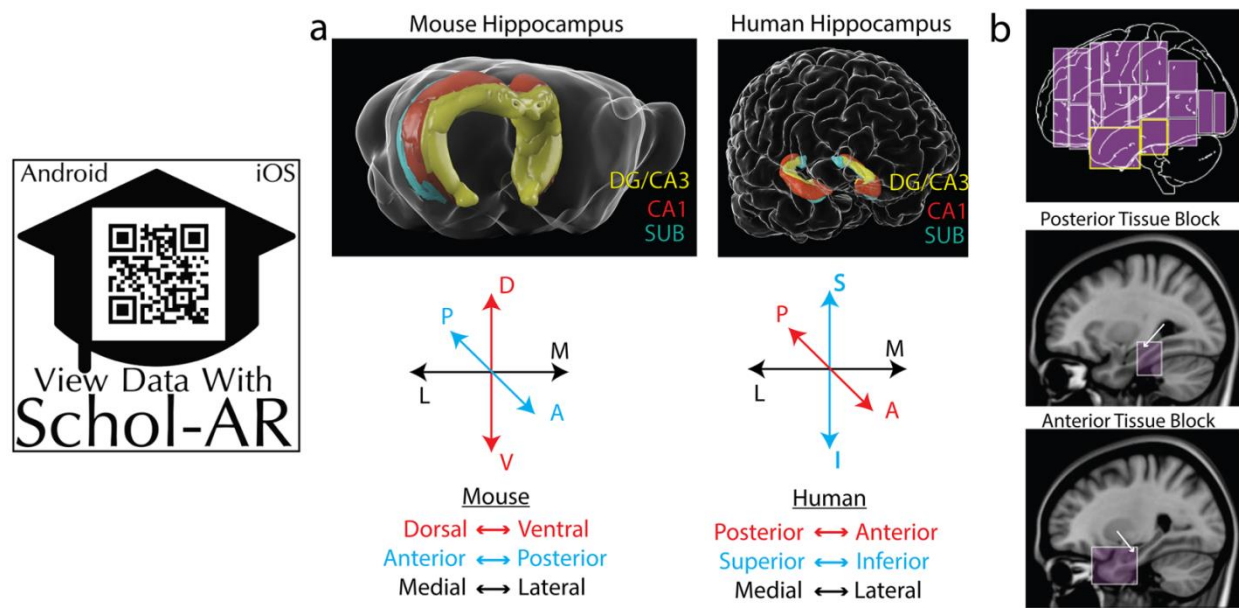 Android iOS
View Data With
Schol-AR
a
Mouse Hippocampus
DG/CA3
CA1
SUB
Human Hippocampus
DG/CA3
CA1
SUB
D
P
M
L
A
V
S
P
M
L
A
I
Mouse
Dorsal ↔ Ventral
Anterior ↔ Posterior
Medial ↔ Lateral
Human
Posterior ↔ Anterior
Superior ↔ Inferior
Medial ↔ Lateral
b
Posterior Tissue Block
Anterior Tissue Block